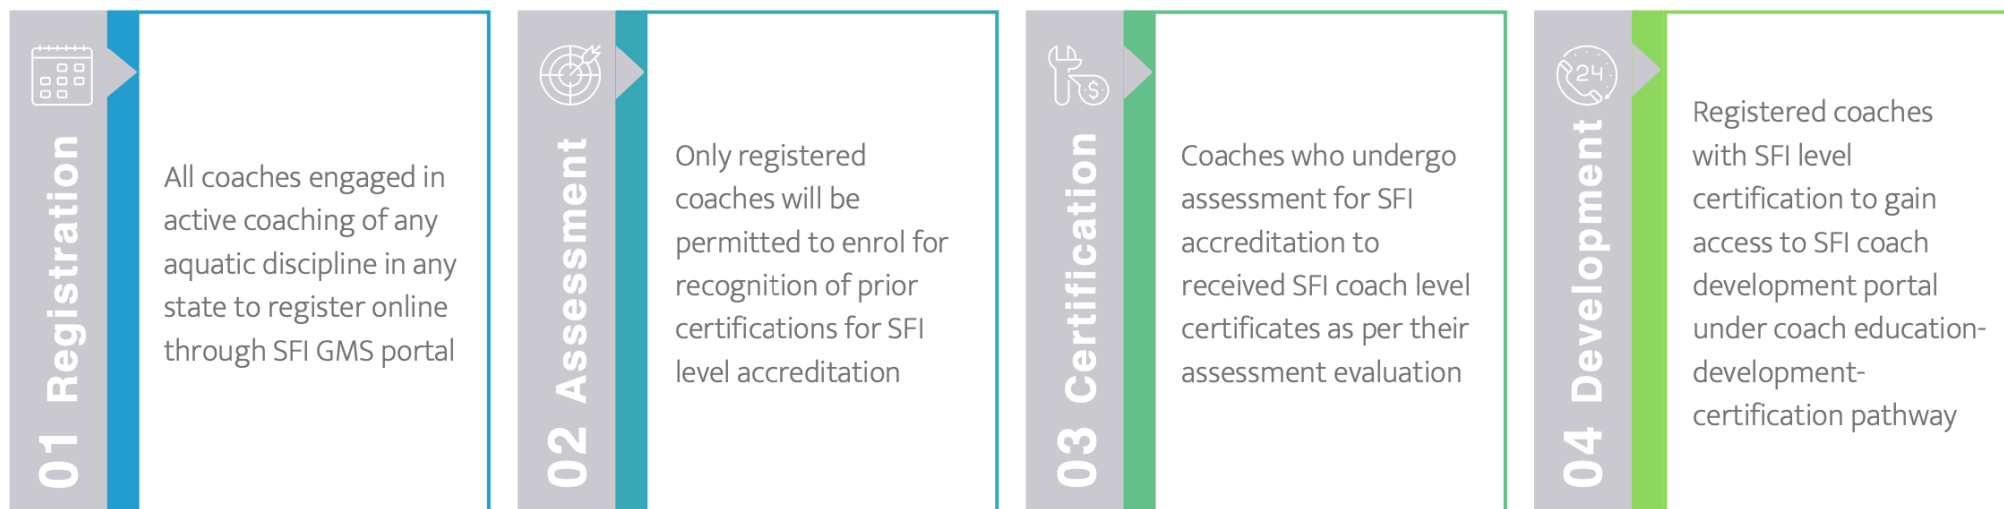 01 Registration
All coaches engaged in
active coaching of any
aquatic discipline in any
state to register online
through SFI GMS portal
02 Assessment
Only registered
coaches will be
permitted to enrol for
recognition of prior
certifications for SFI
level accreditation
03 Certification
$
Coaches who undergo
assessment for SFI
accreditation to
received SFI coach level
certificates as per their
assessment evaluation
04 Development
24
Registered coaches
with SFI level
certification to gain
access to SFI coach
development portal
under coach education-
development-
certification pathway